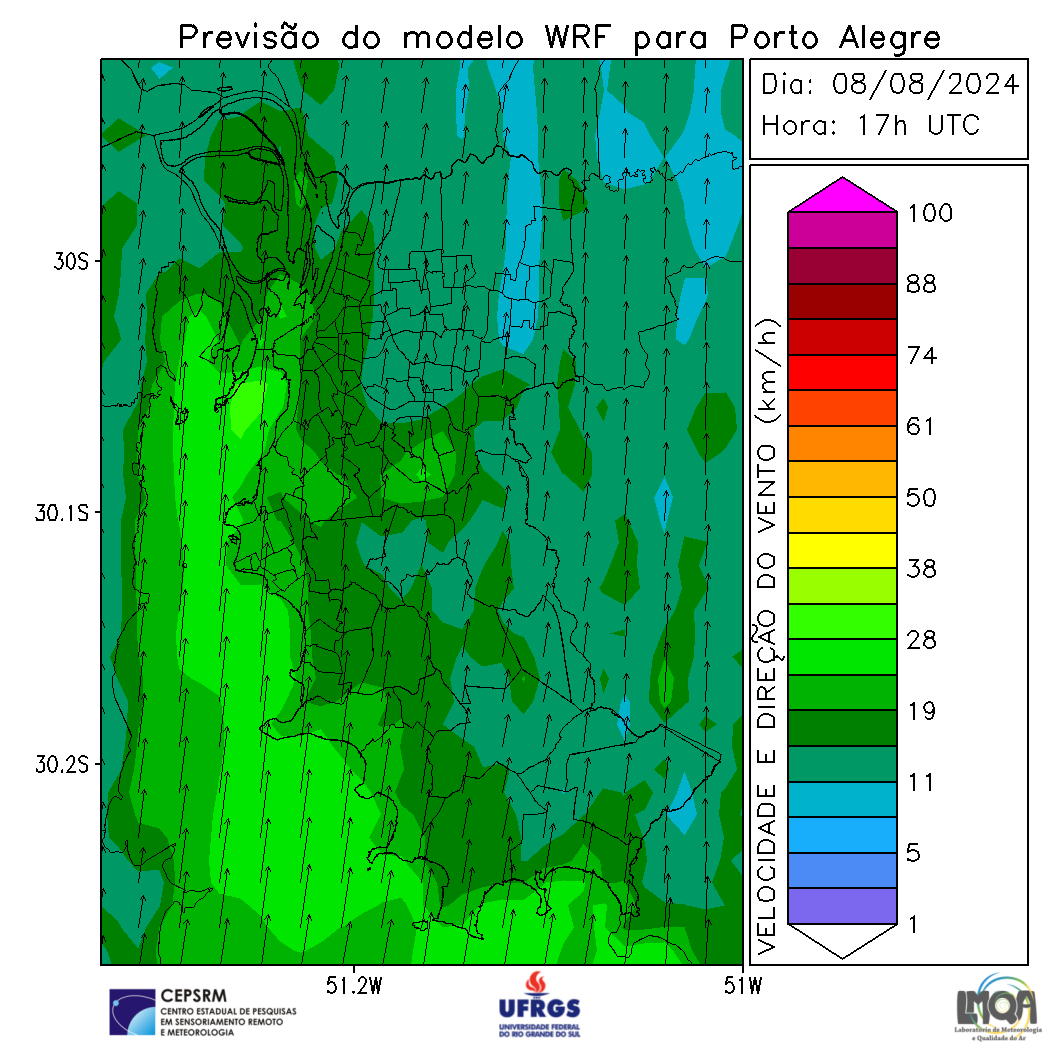 Previsão do modelo WRF para Porto Alegre
Dia: 08/08/2024
Hora: 17h UTC
30S
30.1S
30.2S
51.2W
51W
VELOCIDADE E DIREÇÃO DO VENTO (km/h)
100
88
74
61
50
38
28
19
11
5
1
CEPSRM
CENTRO ESTADUAL DE PESQUISAS
EM SENSORIAMENTO REMOTO
E METEOROLOGIA
UFRGS
UNIVERSIDADE FEDERAL
DO RIO GRANDE DO SUL
LMQA
Laboratório de Meteorologia
e Qualidade do Ar